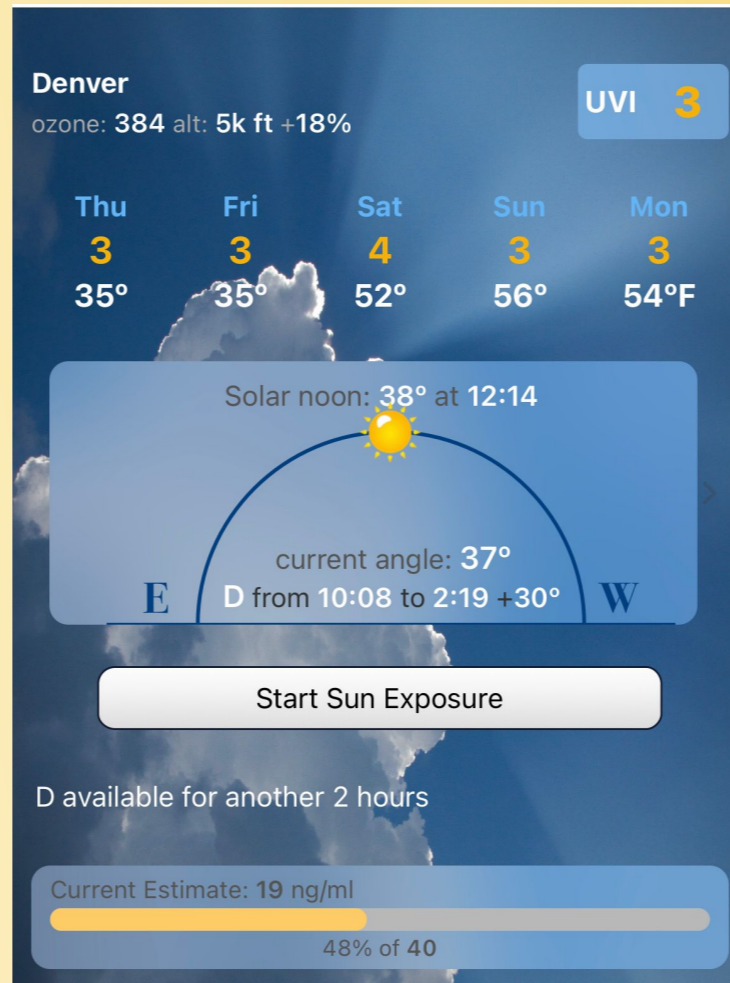 Denver
UVI 3
ozone: 384 alt: 5k ft +18%
Thu Fri Sat Sun Mon
3 3 4 3 3
35° 35° 52° 56° 54°F
Solar noon: 38° at 12:14
current angle: 37°
E D from 10:08 to 2:19 +30° W
Start Sun Exposure
D available for another 2 hours
Current Estimate: 19 ng/ml
48% of 40